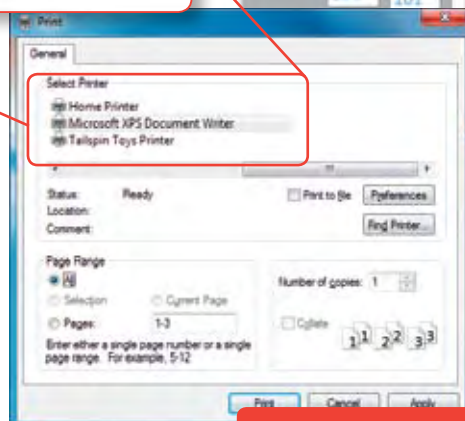 Print
General
Select Printer
Home Printer
Microsoft XPS Document Writer
Tailspin Toys Printer
Status: Ready
Print to file Preferences
Location:
Comment:
Find Printer...
Page Range
All
Selection Current Page
Pages: 1-3
Enter either a single page number or a single
page range. For example, 5-12
Number of copies: 1
Collate
1 1 2 2 3 3
Print Cancel Apply